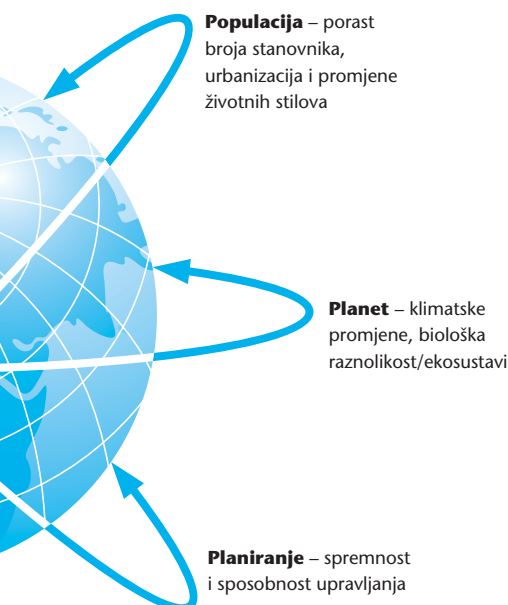 Populacija – porast
broja stanovnika,
urbanizacija i promjene
životnih stilova
Planet – klimatske
promjene, biološka
raznolikost/ekosustavi
Planiranje – spremnost
i sposobnost upravljanja